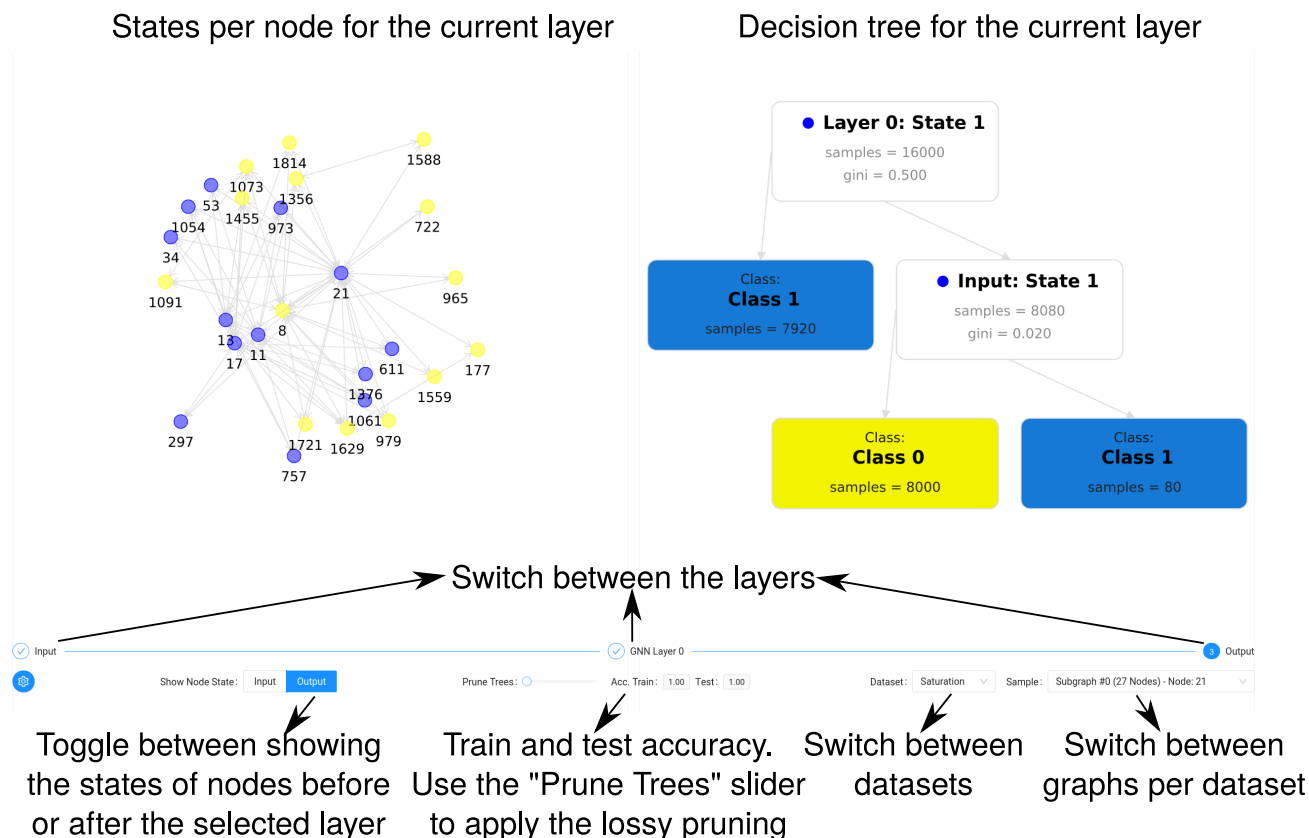 States per node for the current layer
Decision tree for the current layer
1814
1588
1073
1356
53
1455
1054
973
722
34
21
1091
965
8
13
17
11
611
177
1376
1559
1061
297
1721
1629
979
757
Layer 0: State 1
samples = 16000
gini = 0.500
Class:
Class 1
samples = 7920
Input: State 1
samples = 8080
gini = 0.020
Class:
Class 0
samples = 8000
Class:
Class 1
samples = 80
Switch between the layers
Input
GNN Layer 0
3 Output
Show Node State: Input Output
Prune Trees: Acc. Train: 1.00 Test: 1.00
Dataset: Saturation Sample: Subgraph #0 (27 Nodes) - Node: 21
Toggle between showing
the states of nodes before
or after the selected layer
Train and test accuracy.
Use the "Prune Trees" slider
to apply the lossy pruning
Switch between
datasets
Switch between
graphs per dataset